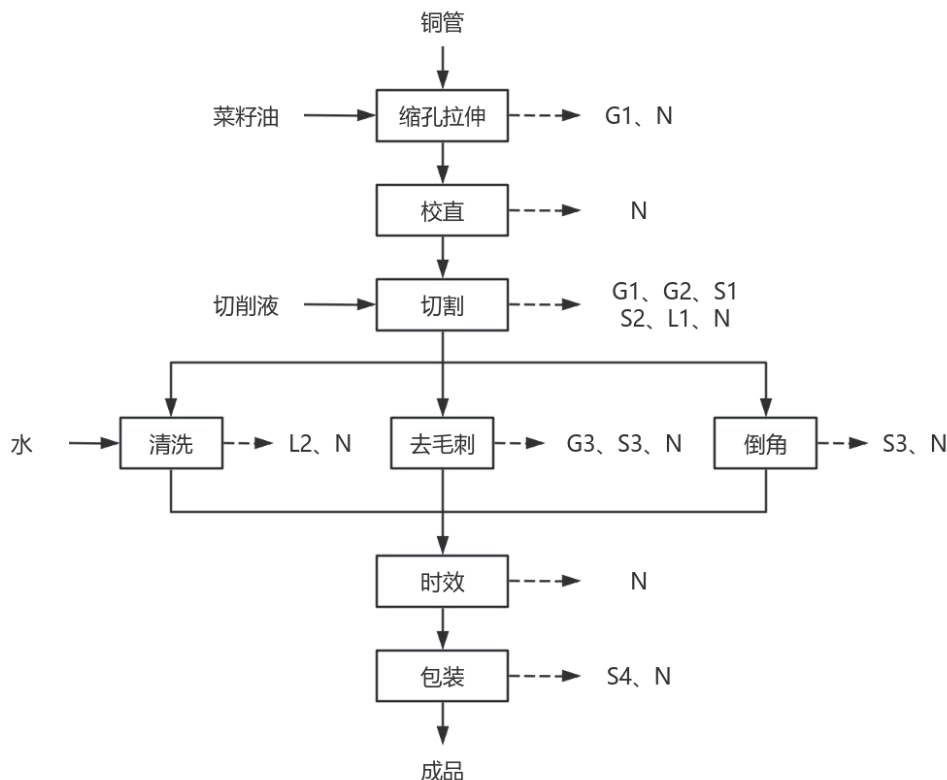 铜管
菜籽油
缩孔拉伸
G1、N
校直
N
切削液
切割
G1、G2、S1
S2、L1、N
水
清洗
L2、N
去毛刺
G3、S3、N
倒角
S3、N
时效
N
包装
S4、N
成品